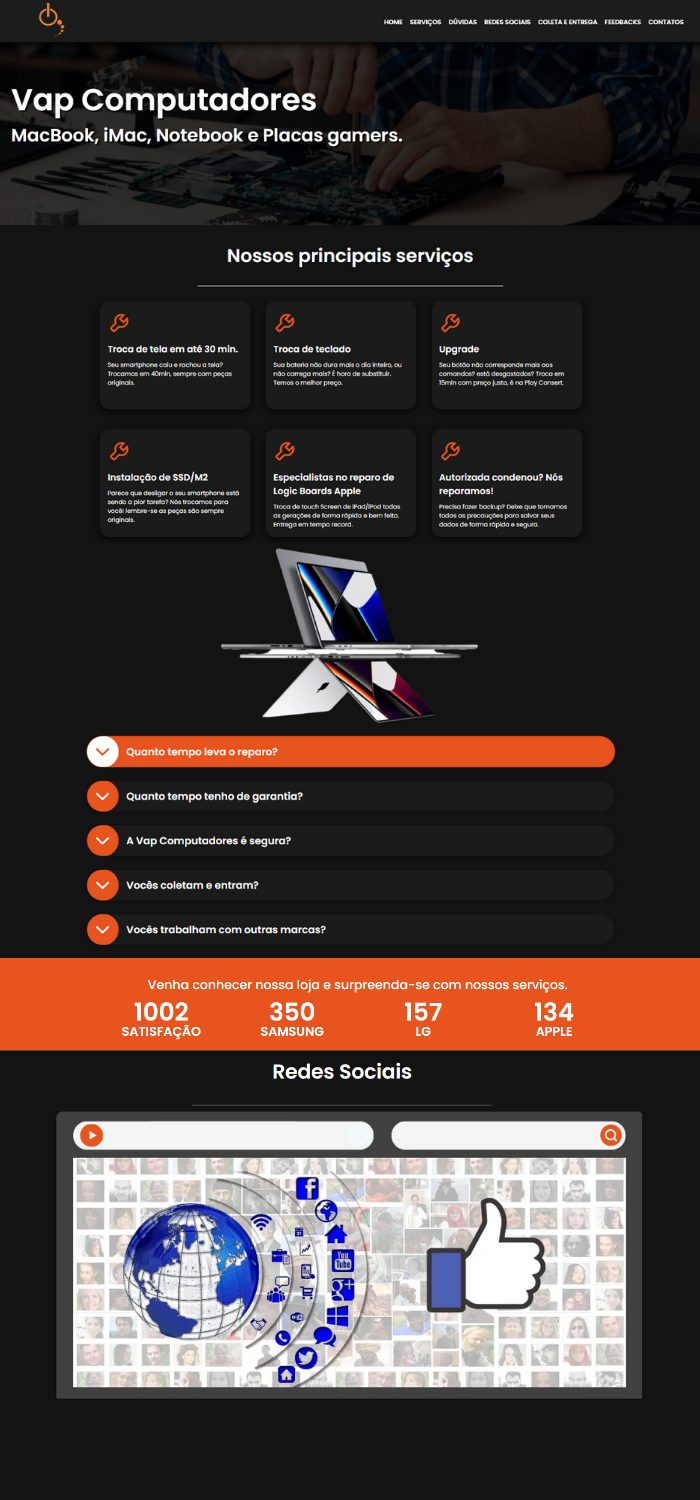 HOME SERVIÇOS DÚVIDAS REDES SOCIAIS COLETA E ENTREGA FEEDBACKS CONTATOS
Vap Computadores
MacBook, iMac, Notebook e Placas gamers.
Nossos principais serviços
Troca de tela em até 30 min.
Seu smartphone caiu e rachou a tela?
Trocamos em 40min, sempre com peças
originais.
Troca de teclado
Sua bateria não dura mais o dia inteiro, ou
não carrega mais? É hora de substituir.
Temos o melhor preço.
Upgrade
Seu botão não corresponde mais aos
comandos? está desgastados? Troca em
15min com preço justo, é na Play Consert.
Instalação de SSD/M2
Parece que desligar o seu smartphone está
sendo a pior tarefa? Nós trocamos para
você! lembre-se as peças são sempre
originais.
Especialistas no reparo de
Logic Boards Apple
Troca de touch Screen de iPad/iPod todas
as gerações de forma rápida e bem feita.
Entrega em tempo record.
Autorizada condenou? Nós
reparamos!
Precisa fazer backup? Deixe que tomamos
todas as precauções para salvar seus
dados de forma rápida e segura.
Quanto tempo leva o reparo?
Quanto tempo tenho de garantia?
A Vap Computadores é segura?
Vocês coletam e entram?
Vocês trabalham com outras marcas?
Venha conhecer nossa loja e surpreenda-se com nossos serviços.
1002 350 157 134
SATISFAÇÃO SAMSUNG LG APPLE
Redes Sociais
You
Tube